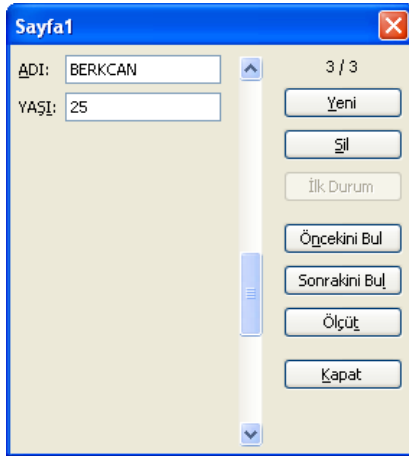 Sayfa1
ADI: BERKCAN
YAŞI: 25
3 / 3
Yeni
Sil
İlk Durum
Öncekini Bul
Sonrakini Bul
Ölçüt
Kapat